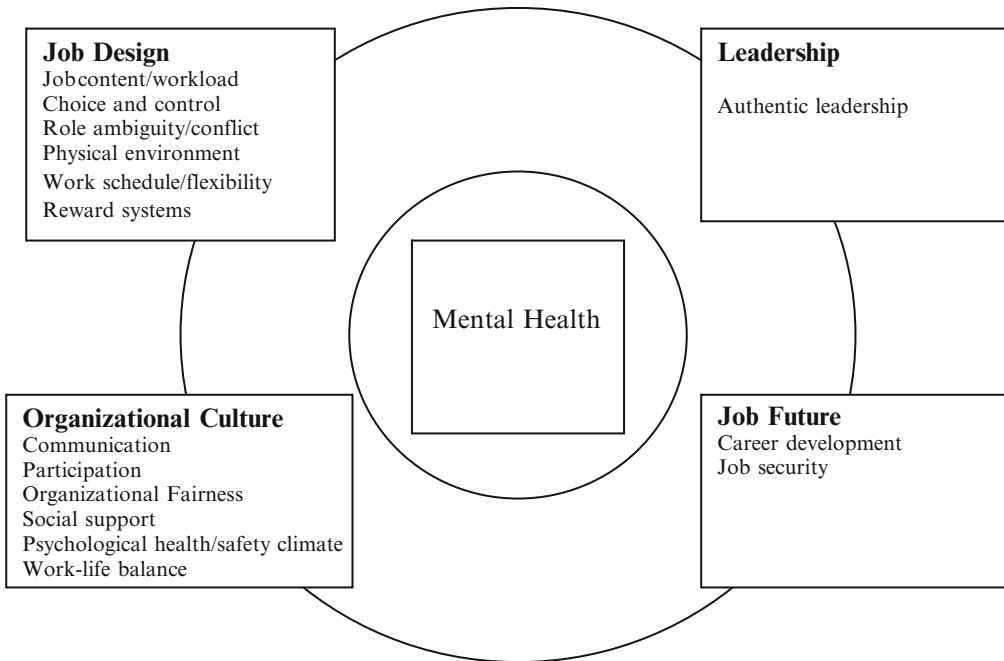 Job Design
Job content/workload
Choice and control
Role ambiguity/conflict
Physical environment
Work schedule/flexibility
Reward systems
Leadership
Authentic leadership
Mental Health
Organizational Culture
Communication
Participation
Organizational Fairness
Social support
Psychological health/safety climate
Work-life balance
Job Future
Career development
Job security